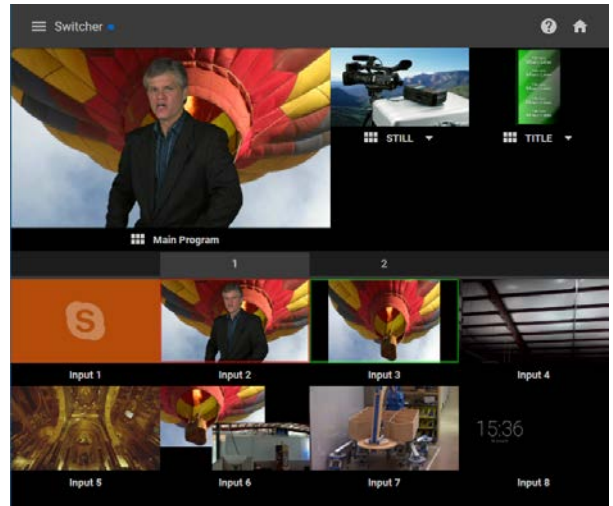 Switcher
STILL
TITLE
Main Program
1
2
S
Input 1
Input 2
Input 3
Input 4
15:36
Input 5
Input 6
Input 7
Input 8